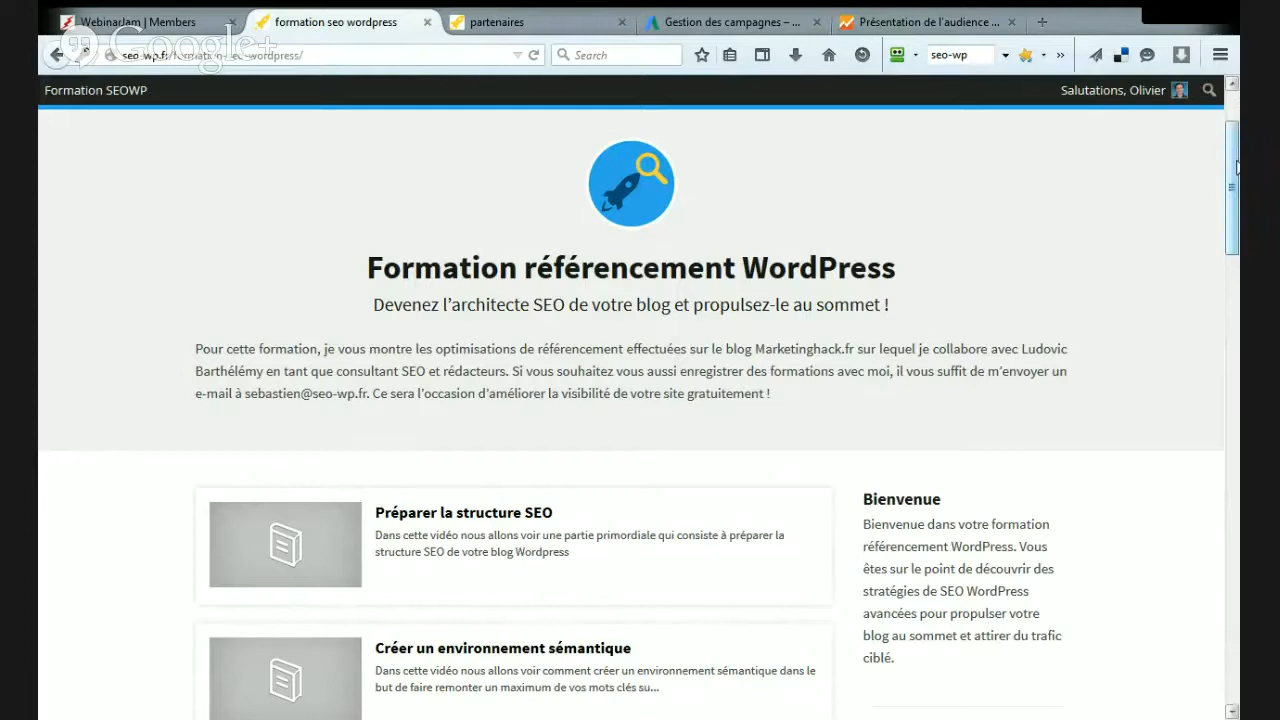 WebinarJam | Members
formation seo wordpress
partenaires
Gestion des campagnes – ...
Présentation de l'audience ...
Google+
seo-wp.fr/formation-seo-wordpress/
Search
seo-wp
Formation SEOWP
Salutations, Olivier
Formation référencement WordPress
Devenez l’architecte SEO de votre blog et propulsez-le au sommet !
Pour cette formation, je vous montre les optimisations de référencement effectuées sur le blog Marketinghack.fr sur lequel je collabore avec Ludovic
Barthélémy en tant que consultant SEO et rédacteurs. Si vous souhaitez vous aussi enregistrer des formations avec moi, il vous suffit de m’envoyer un
e-mail à sebastien@seo-wp.fr. Ce sera l’occasion d’améliorer la visibilité de votre site gratuitement !
Préparer la structure SEO
Dans cette vidéo nous allons voir une partie primordiale qui consiste à préparer la
structure SEO de votre blog Wordpress
Créer un environnement sémantique
Dans cette vidéo nous allons voir comment créer un environnement sémantique dans le
but de faire remonter un maximum de vos mots clés su...
Bienvenue
Bienvenue dans votre formation
référencement WordPress. Vous
êtes sur le point de découvrir des
stratégies de SEO WordPress
avancées pour propulser votre
blog au sommet et attirer du trafic
ciblé.